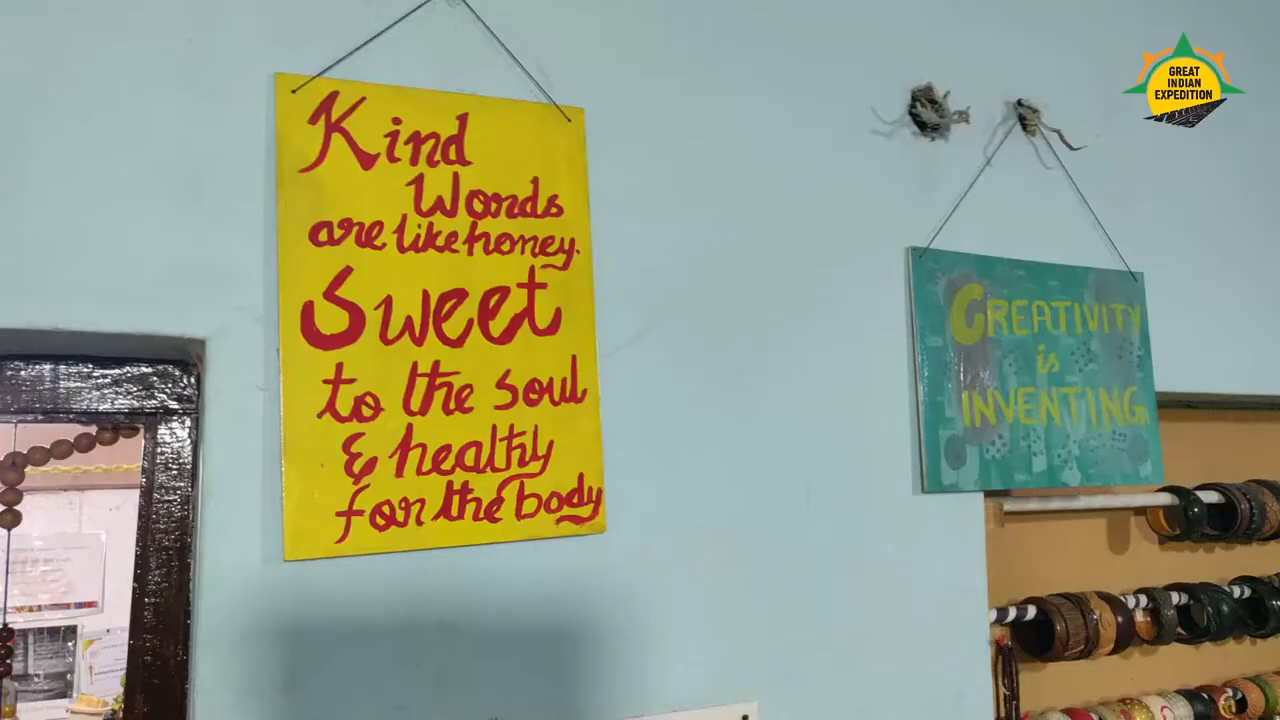 Kind
Words
are like honey.
Sweet
to the soul
& healthy
for the body
CREATIVITY
is
INVENTING
GREAT
INDIAN
EXPEDITION